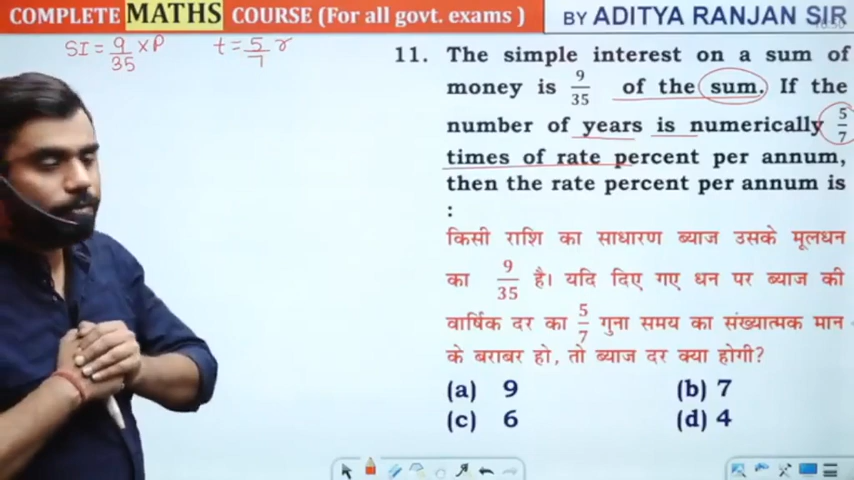 COMPLETE MATHS COURSE (For all govt. exams ) BY ADITYA RANJAN SIR
SI = 9/35 × P t = 5/7 r
11. The simple interest on a sum of
money is 9/35 of the sum. If the
number of years is numerically 5/7
times of rate percent per annum,
then the rate percent per annum is
:
किसी राशि का साधारण ब्याज उसके मूलधन
का 9/35 है। यदि दिए गए धन पर ब्याज की
वार्षिक दर का 5/7 गुना समय का संख्यात्मक मान
के बराबर हो, तो ब्याज दर क्या होगी?
(a) 9 (b) 7
(c) 6 (d) 4